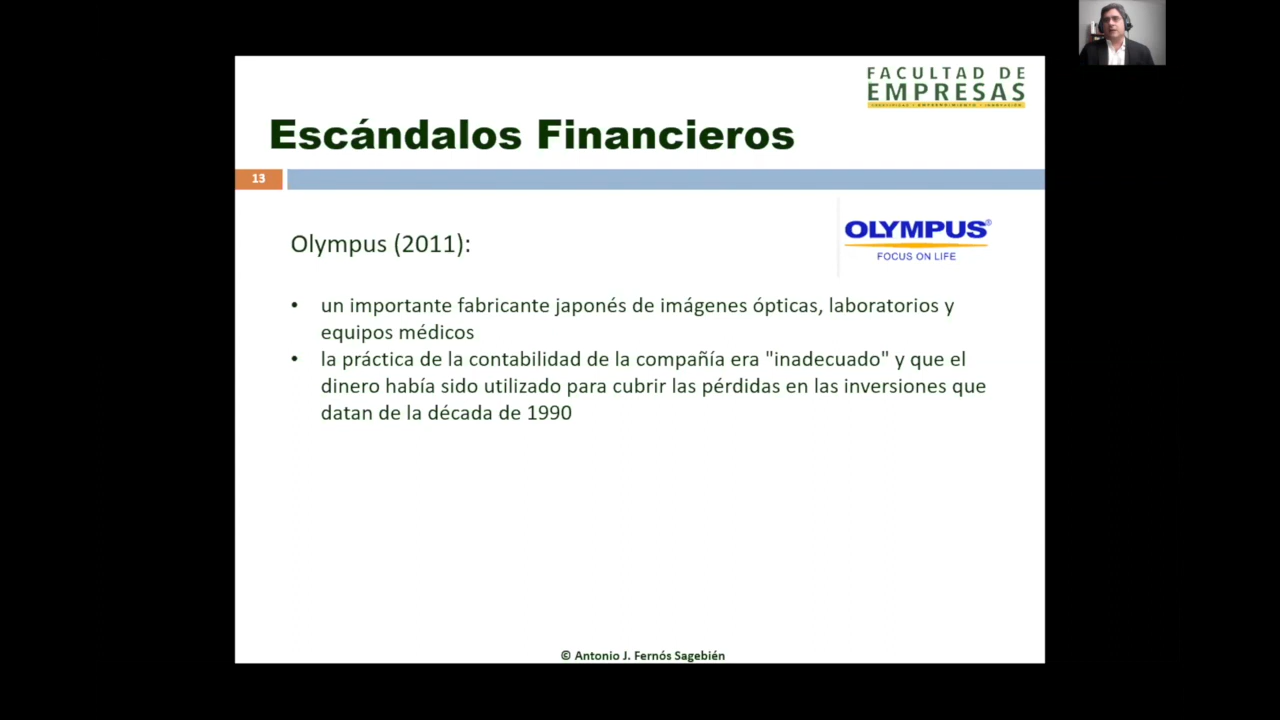 FACULTAD DE
EMPRESAS
Escándalos Financieros
13
OLYMPUS®
FOCUS ON LIFE
Olympus (2011):
• un importante fabricante japonés de imágenes ópticas, laboratorios y
equipos médicos
• la práctica de la contabilidad de la compañía era "inadecuado" y que el
dinero había sido utilizado para cubrir las pérdidas en las inversiones que
datan de la década de 1990
© Antonio J. Fernós Sagebién